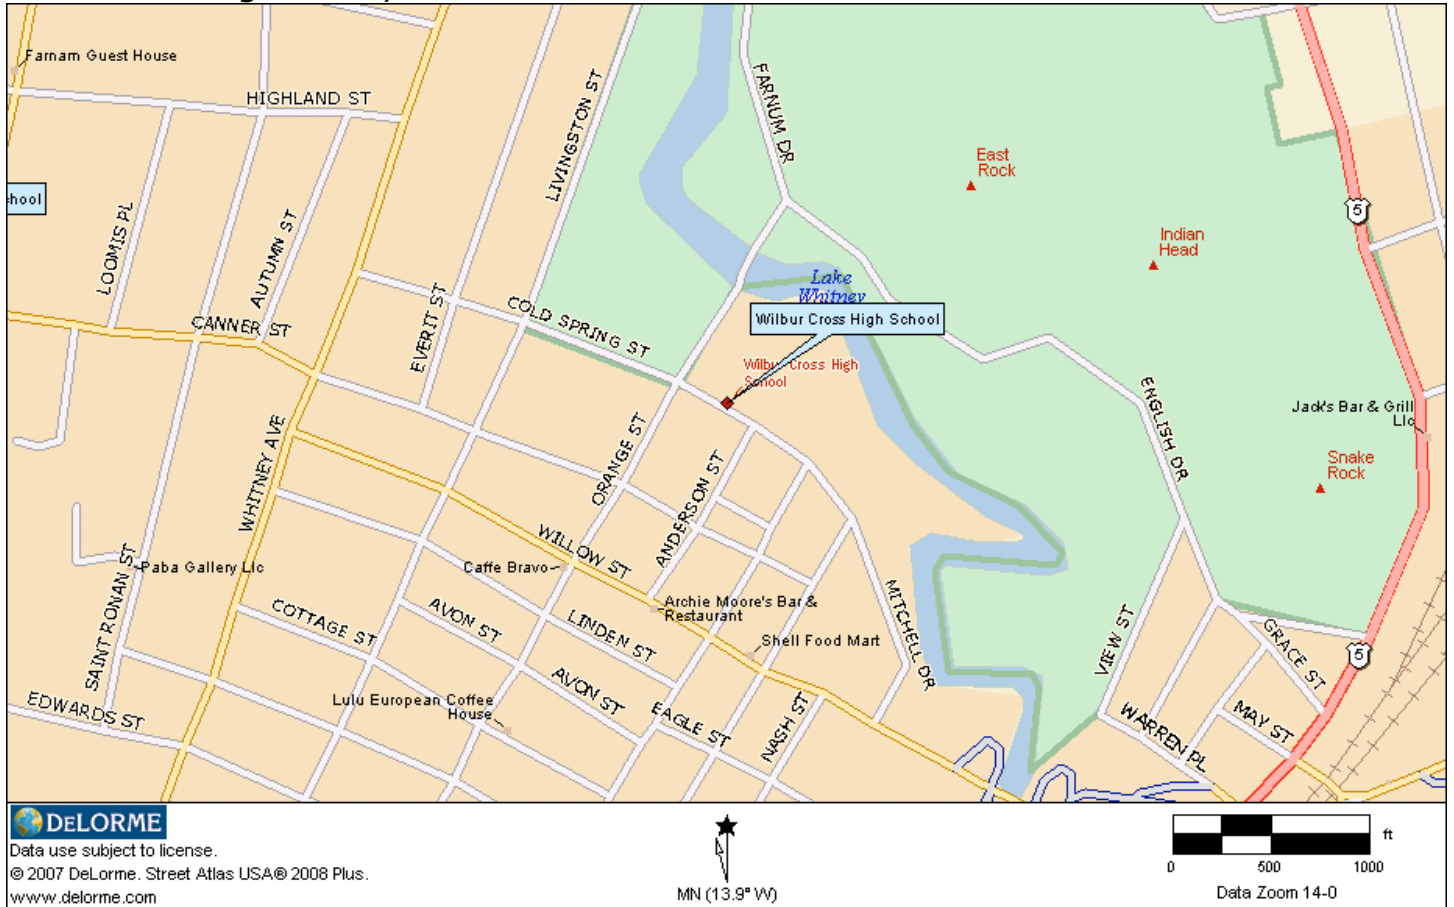 Farnam Guest House
HIGHLAND ST
LIVINGSTON ST
FARNUM DR
East
Rock
5
hool
LOOMIS PL
AUTUMN ST
Indian
Head
Lake
Whitney
CANNER ST
EVERIT ST
COLD SPRING ST
Wilbur Cross High School
Wilbur Cross High
School
ENGLISH DR
Jack's Bar & Grill
Llc
WHITNEY AVE
ORANGE ST
ANDERSON ST
Snake
Rock
WILLOW ST
SAINT RONAN ST
Paba Gallery Llc
Caffe Bravo
MITCHELL DR
COTTAGE ST
AVON ST
LINDEN ST
Archie Moore's Bar &
Restaurant
Shell Food Mart
VIEW ST
GRACE ST
5
AVON ST
EDWARDS ST
Lulu European Coffee
House
EAGLE ST
NASH ST
WARREN PL
MAY ST
DELORME
Data use subject to license.
© 2007 DeLorme. Street Atlas USA® 2008 Plus.
www.delorme.com
MN (13.9° W)
ft
0 500 1000
Data Zoom 14-0